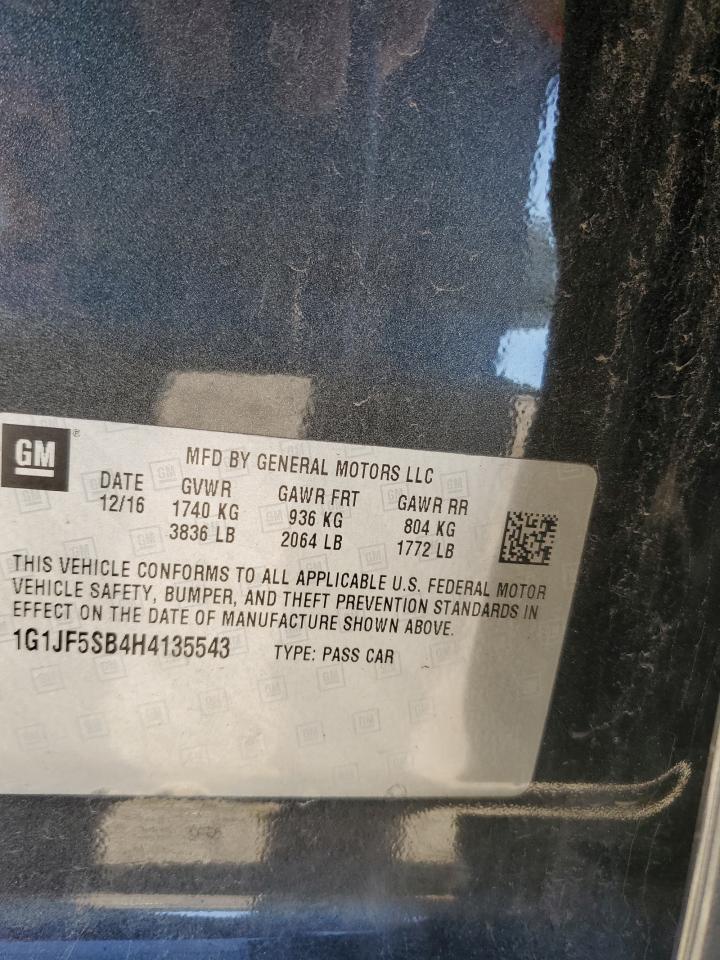 GM®
MFD BY GENERAL MOTORS LLC
DATE GVWR GAWR FRT GAWR RR
12/16 1740 KG 936 KG 804 KG
3836 LB 2064 LB 1772 LB
THIS VEHICLE CONFORMS TO ALL APPLICABLE U.S. FEDERAL MOTOR
VEHICLE SAFETY, BUMPER, AND THEFT PREVENTION STANDARDS IN
EFFECT ON THE DATE OF MANUFACTURE SHOWN ABOVE.
1G1JF5SB4H4135543 TYPE: PASS CAR